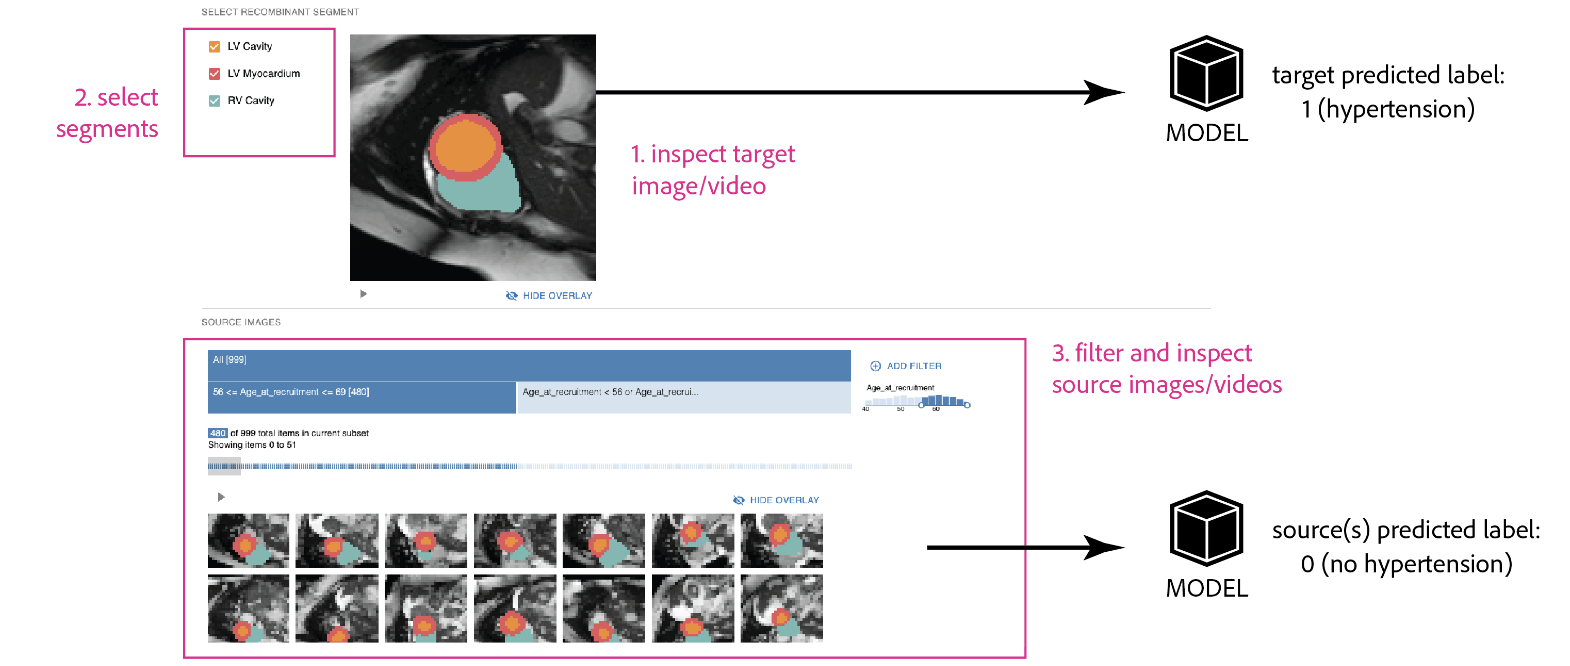 SELECT RECOMBINANT SEGMENT
LV Cavity
LV Myocardium
RV Cavity
2. select
segments
1. inspect target
image/video
MODEL
target predicted label:
1 (hypertension)
HIDE OVERLAY
SOURCE IMAGES
All [999]
56 <= Age_at_recruitment <= 69 [480]
Age_at_recruitment < 56 or Age_at_recrui...
ADD FILTER
Age_at_recruitment
40 50 60
3. filter and inspect
source images/videos
480 of 999 total items in current subset
Showing items 0 to 51
HIDE OVERLAY
MODEL
source(s) predicted label:
0 (no hypertension)